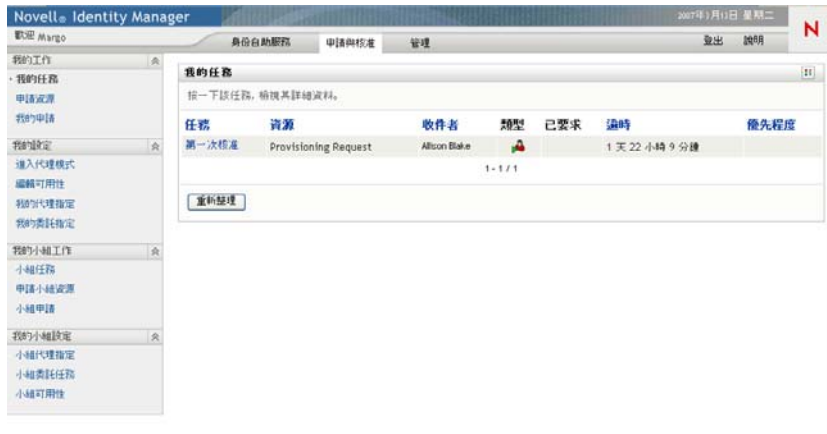 Novell® Identity Manager
2007年1月1日 星期二
歡迎 Margo
身份自助服務 申請與核准 管理 登出 說明
N
我的工作
我的任務
申請資源
我的申請
我的設定
進入代理模式
編輯可用性
我的代理指定
我的委託指定
我的小組工作
小組任務
申請小組資源
小組申請
我的小組設定
小組代理指定
小組委託任務
小組可用性
我的任務
按一下該任務，檢視其詳細資料。
任務 資源 收件者 類型 已要求 逾時 優先程度
第一次核准 Provisioning Request Allison Blake 1 天 22 小時 9 分鐘
1 - 1 / 1
重新整理